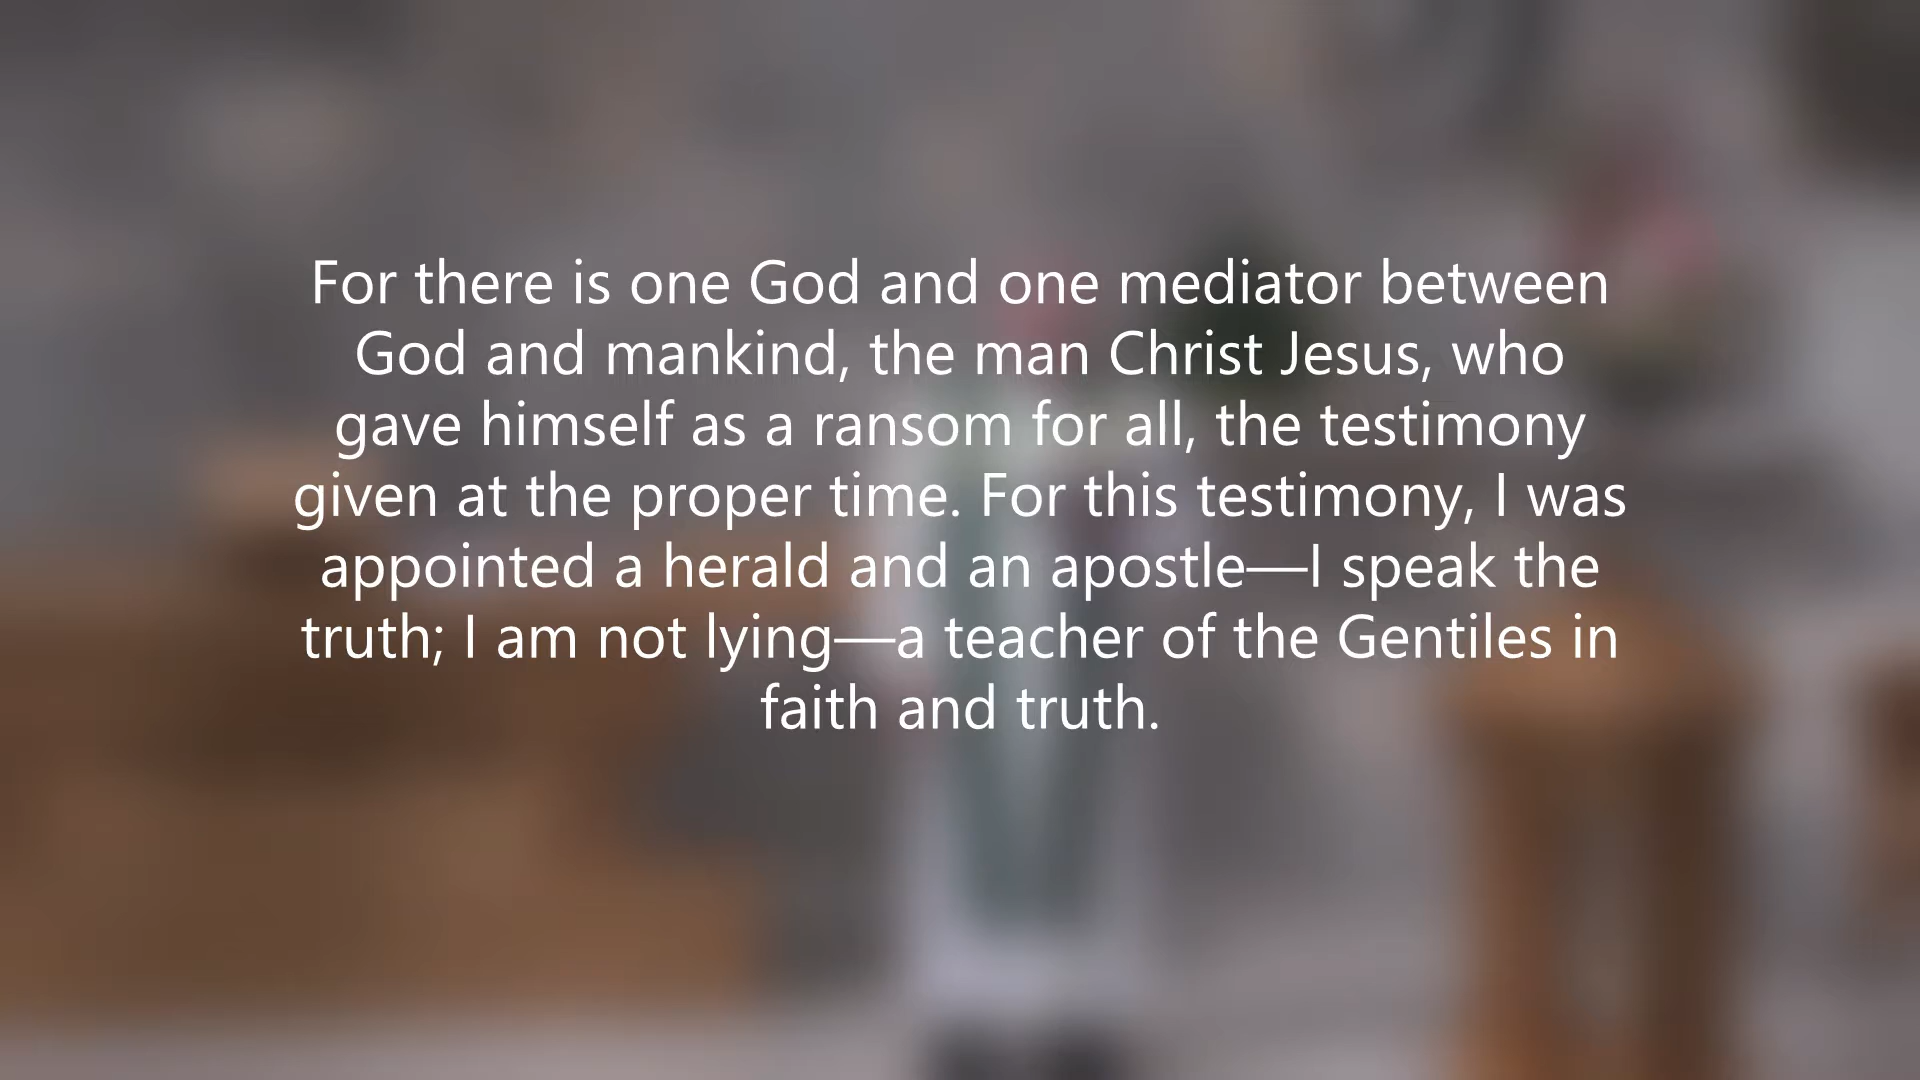 For there is one God and one mediator between
God and mankind, the man Christ Jesus, who
gave himself as a ransom for all, the testimony
given at the proper time. For this testimony, I was
appointed a herald and an apostle—I speak the
truth; I am not lying—a teacher of the Gentiles in
faith and truth.